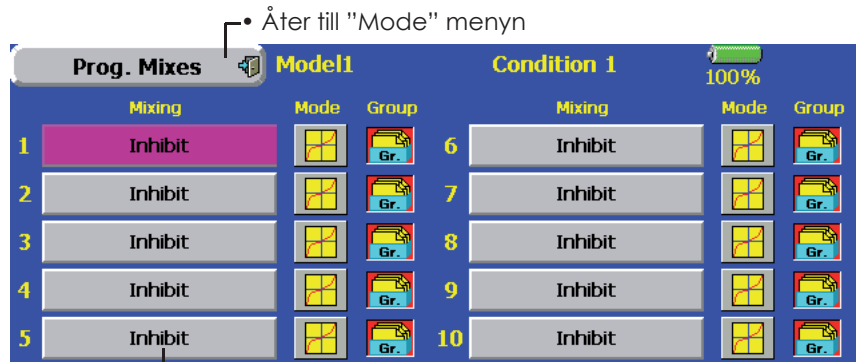 • Åter till ”Mode” menyn
Prog. Mixes Model1 Condition 1 100%
Mixing Mode Group Mixing Mode Group
1 Inhibit Gr. 6 Inhibit Gr.
2 Inhibit Gr. 7 Inhibit Gr.
3 Inhibit Gr. 8 Inhibit Gr.
4 Inhibit Gr. 9 Inhibit Gr.
5 Inhibit Gr. 10 Inhibit Gr.